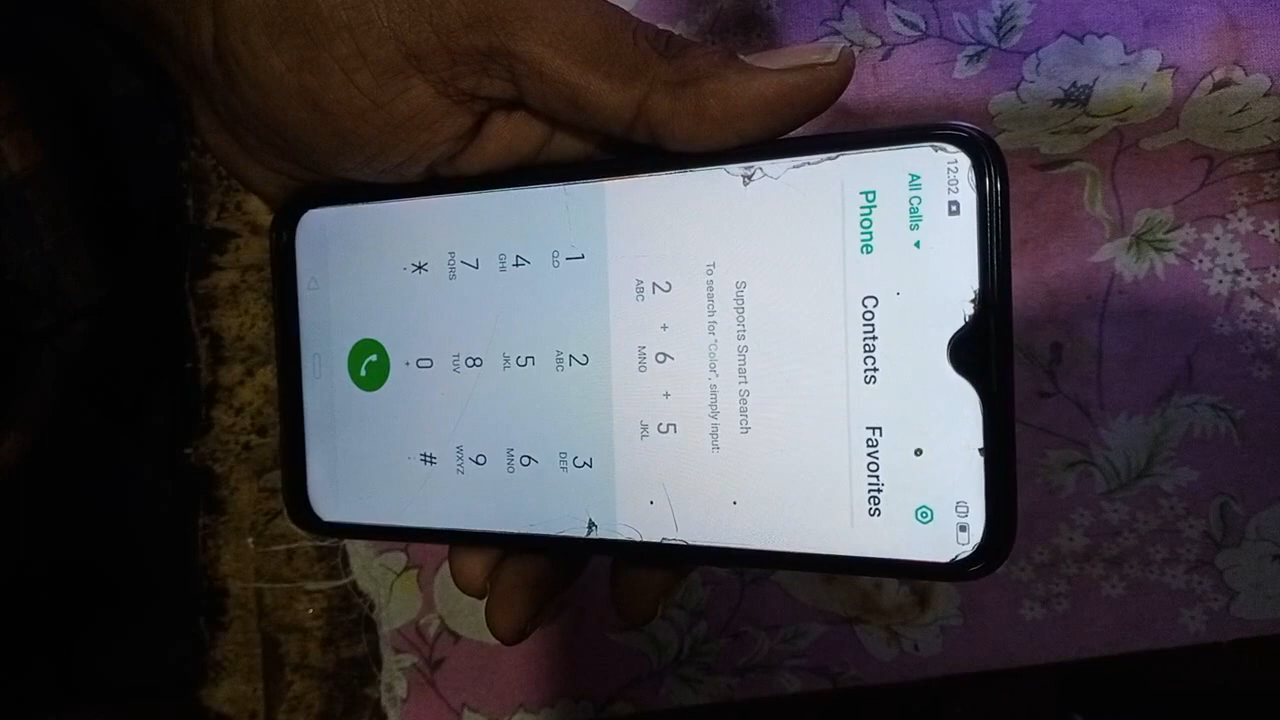 12:02
All Calls
Phone Contacts Favorites
Supports Smart Search
To search for "Color", simply input:
2 + 6 + 5
ABC MNO JKL
1 2 3
ABC DEF
4 5 6
GHI JKL MNO
7 8 9
PQRS TUV WXYZ
* 0 #
, + ;